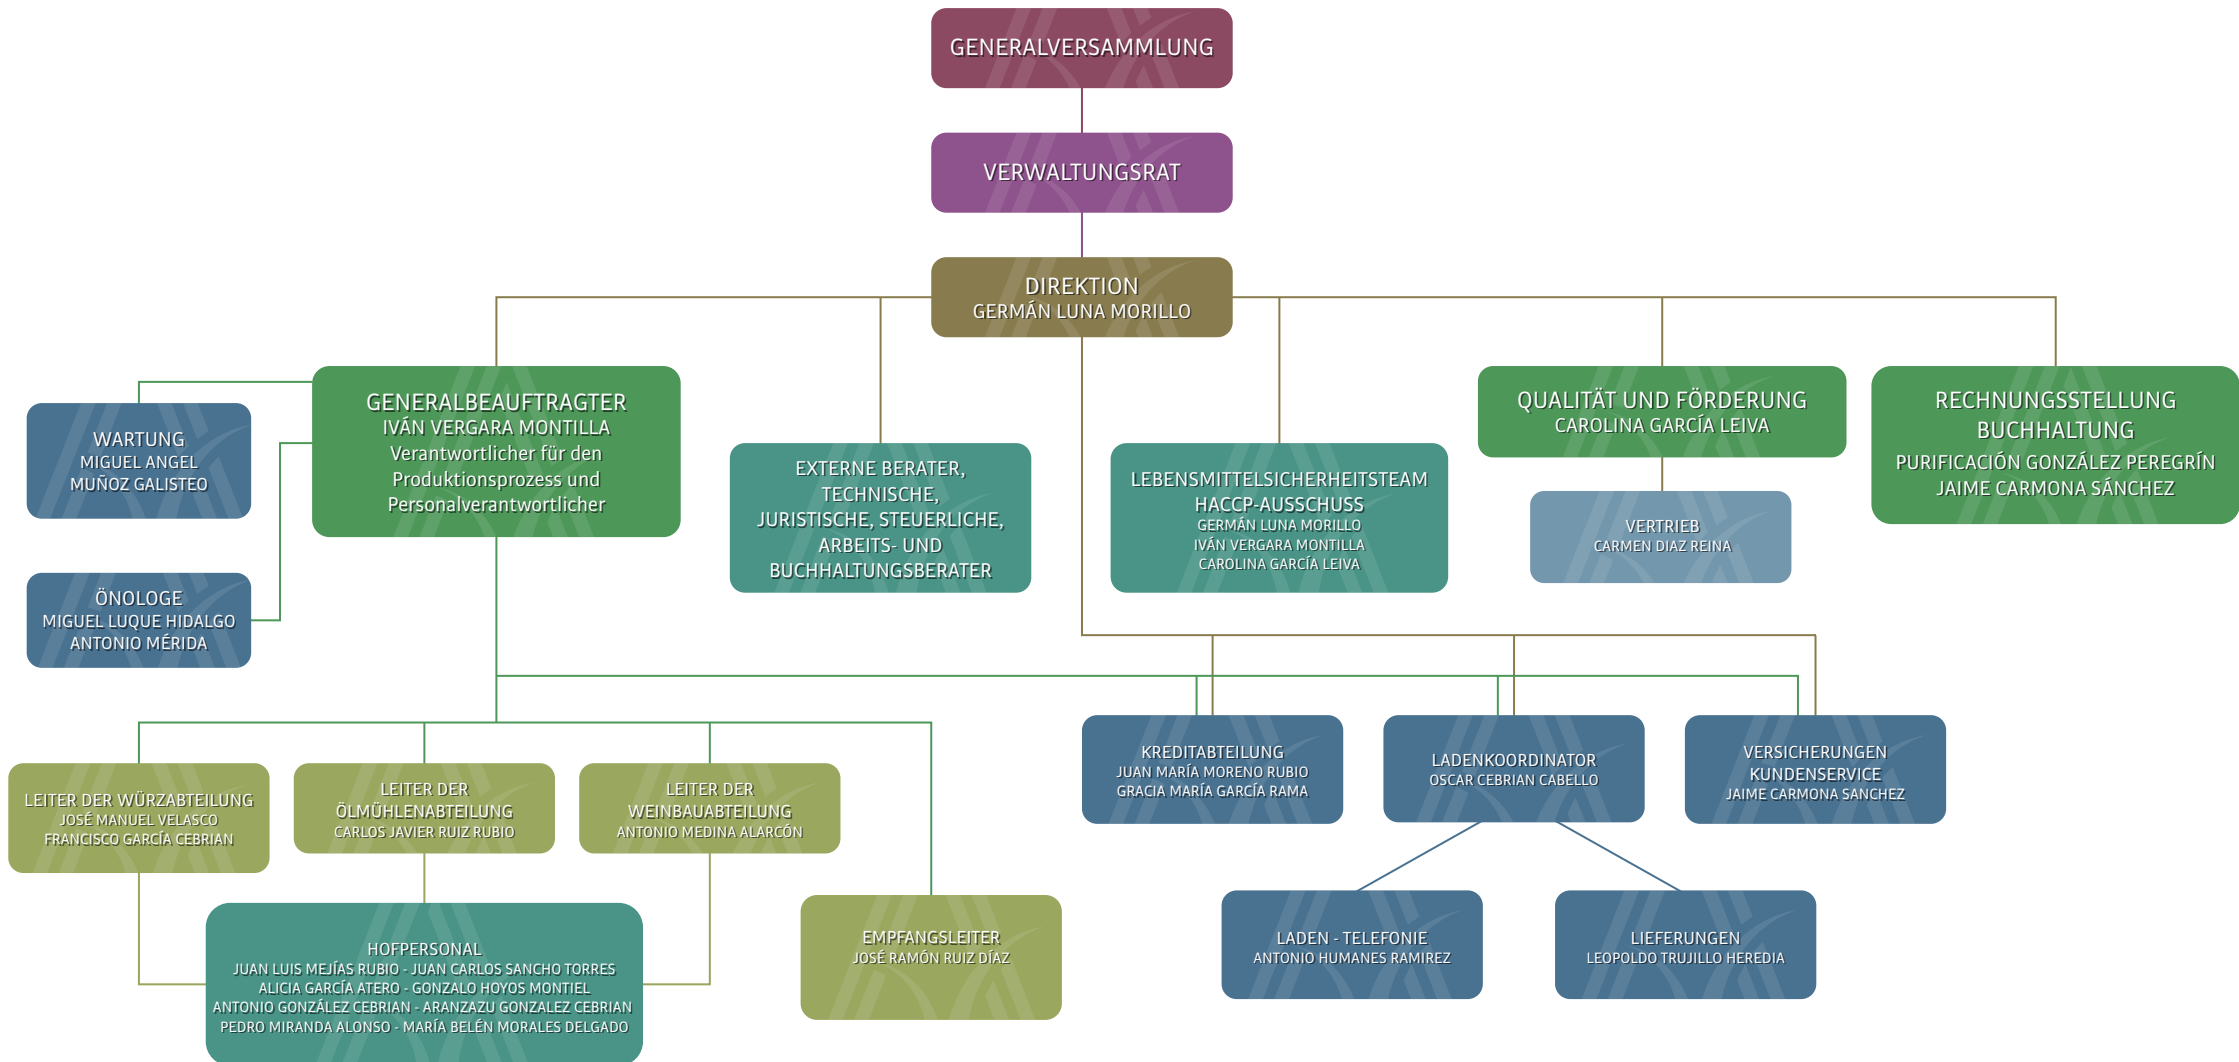 GENERALVERSAMMLUNG
VERWALTUNGSRAT
DIREKTION
GERMÁN LUNA MORILLO
WARTUNG
MIGUEL ANGEL
MUÑOZ GALISTEO
ÖNOLOGE
MIGUEL LUQUE HIDALGO
ANTONIO MÉRIDA
GENERALBEAUFTRAGTER
IVÁN VERGARA MONTILLA
Verantwortlicher für den
Produktionsprozess und
Personalverantwortlicher
EXTERNE BERATER,
TECHNISCHE,
JURISTISCHE, STEUERLICHE,
ARBEITS- UND
BUCHHALTUNGSBERATER
LEBENSMITTELSICHERHEITSTEAM
HACCP-AUSSCHUSS
GERMÁN LUNA MORILLO
IVÁN VERGARA MONTILLA
CAROLINA GARCÍA LEIVA
QUALITÄT UND FÖRDERUNG
CAROLINA GARCÍA LEIVA
VERTRIEB
CARMEN DIAZ REINA
RECHNUNGSSTELLUNG
BUCHHALTUNG
PURIFICACIÓN GONZÁLEZ PEREGRÍN
JAIME CARMONA SÁNCHEZ
LEITER DER WÜRZABTEILUNG
JOSÉ MANUEL VELASCO
FRANCISCO GARCÍA CEBRIAN
LEITER DER
ÖLMÜHLENABTEILUNG
CARLOS JAVIER RUIZ RUBIO
LEITER DER
WEINBAUABTEILUNG
ANTONIO MEDINA ALARCÓN
KREDITABTEILUNG
JUAN MARÍA MORENO RUBIO
GRACIA MARÍA GARCÍA RAMA
LADENKOORDINATOR
OSCAR CEBRIAN CABELLO
VERSICHERUNGEN
KUNDENSERVICE
JAIME CARMONA SANCHEZ
HOFPERSONAL
JUAN LUIS MEJÍAS RUBIO - JUAN CARLOS SANCHO TORRES
ALICIA GARCÍA ATERO - GONZALO HOYOS MONTIEL
ANTONIO GONZÁLEZ CEBRIAN - ARANZAZU GONZALEZ CEBRIAN
PEDRO MIRANDA ALONSO - MARÍA BELÉN MORALES DELGADO
EMPFANGSLEITER
JOSÉ RAMÓN RUIZ DÍAZ
LADEN - TELEFONIE
ANTONIO HUMANES RAMIREZ
LIEFERUNGEN
LEOPOLDO TRUJILLO HEREDIA